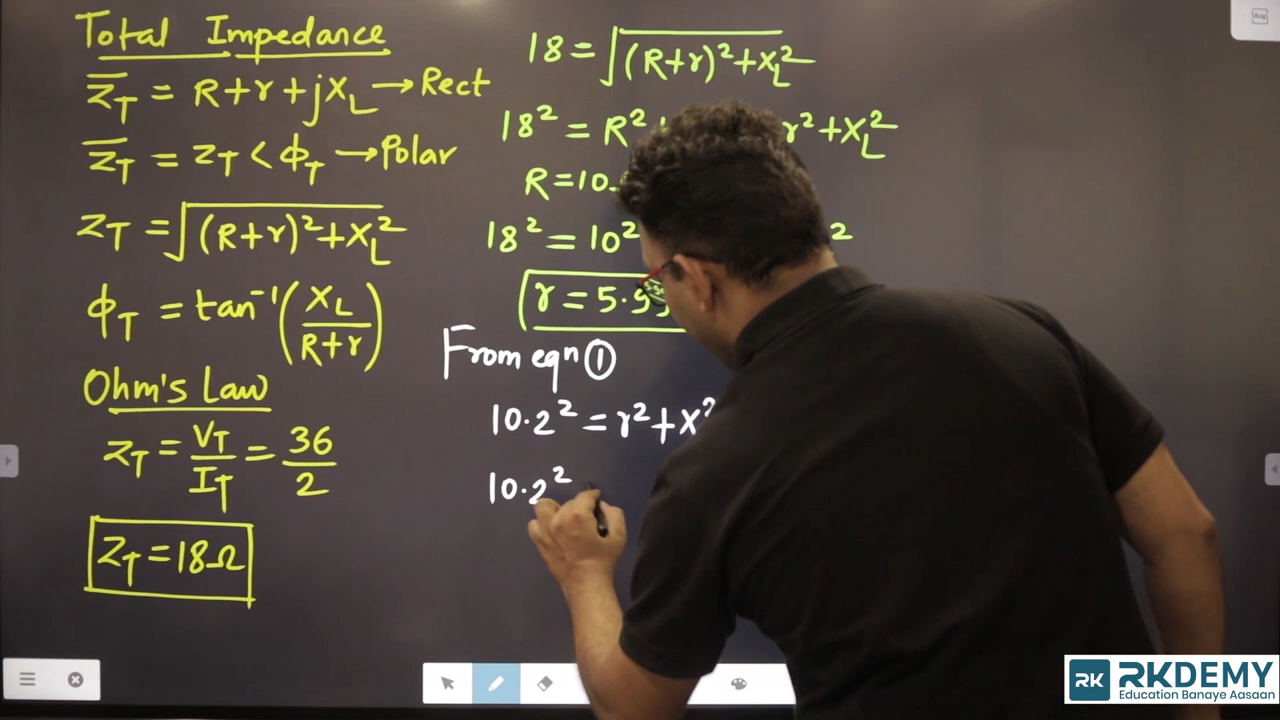 Total Impedance
Z̅T = R+r+jXL → Rect
Z̅T = ZT < ϕT → Polar
ZT = √(R+r)²+XL²
ϕT = tan⁻¹(XL/R+r)
Ohm's Law
ZT = VT/IT = 36/2
ZT = 18Ω
18 = √(R+r)²+XL²
18² = R² r²+XL²
R=10.
18² = 10² 2
r = 5.
From eqn ①
10.2² = r²+X²
10.2²
RK RKDEMY
Education Banaye Aasaan